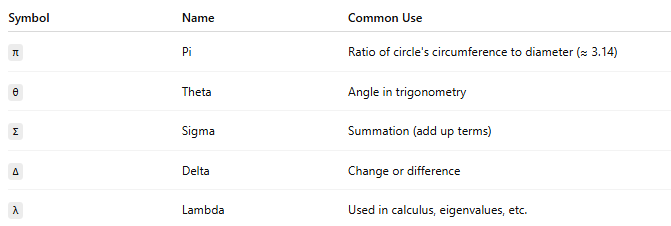 Symbol Name Common Use
π Pi Ratio of circle's circumference to diameter (≈ 3.14)
θ Theta Angle in trigonometry
Σ Sigma Summation (add up terms)
Δ Delta Change or difference
λ Lambda Used in calculus, eigenvalues, etc.